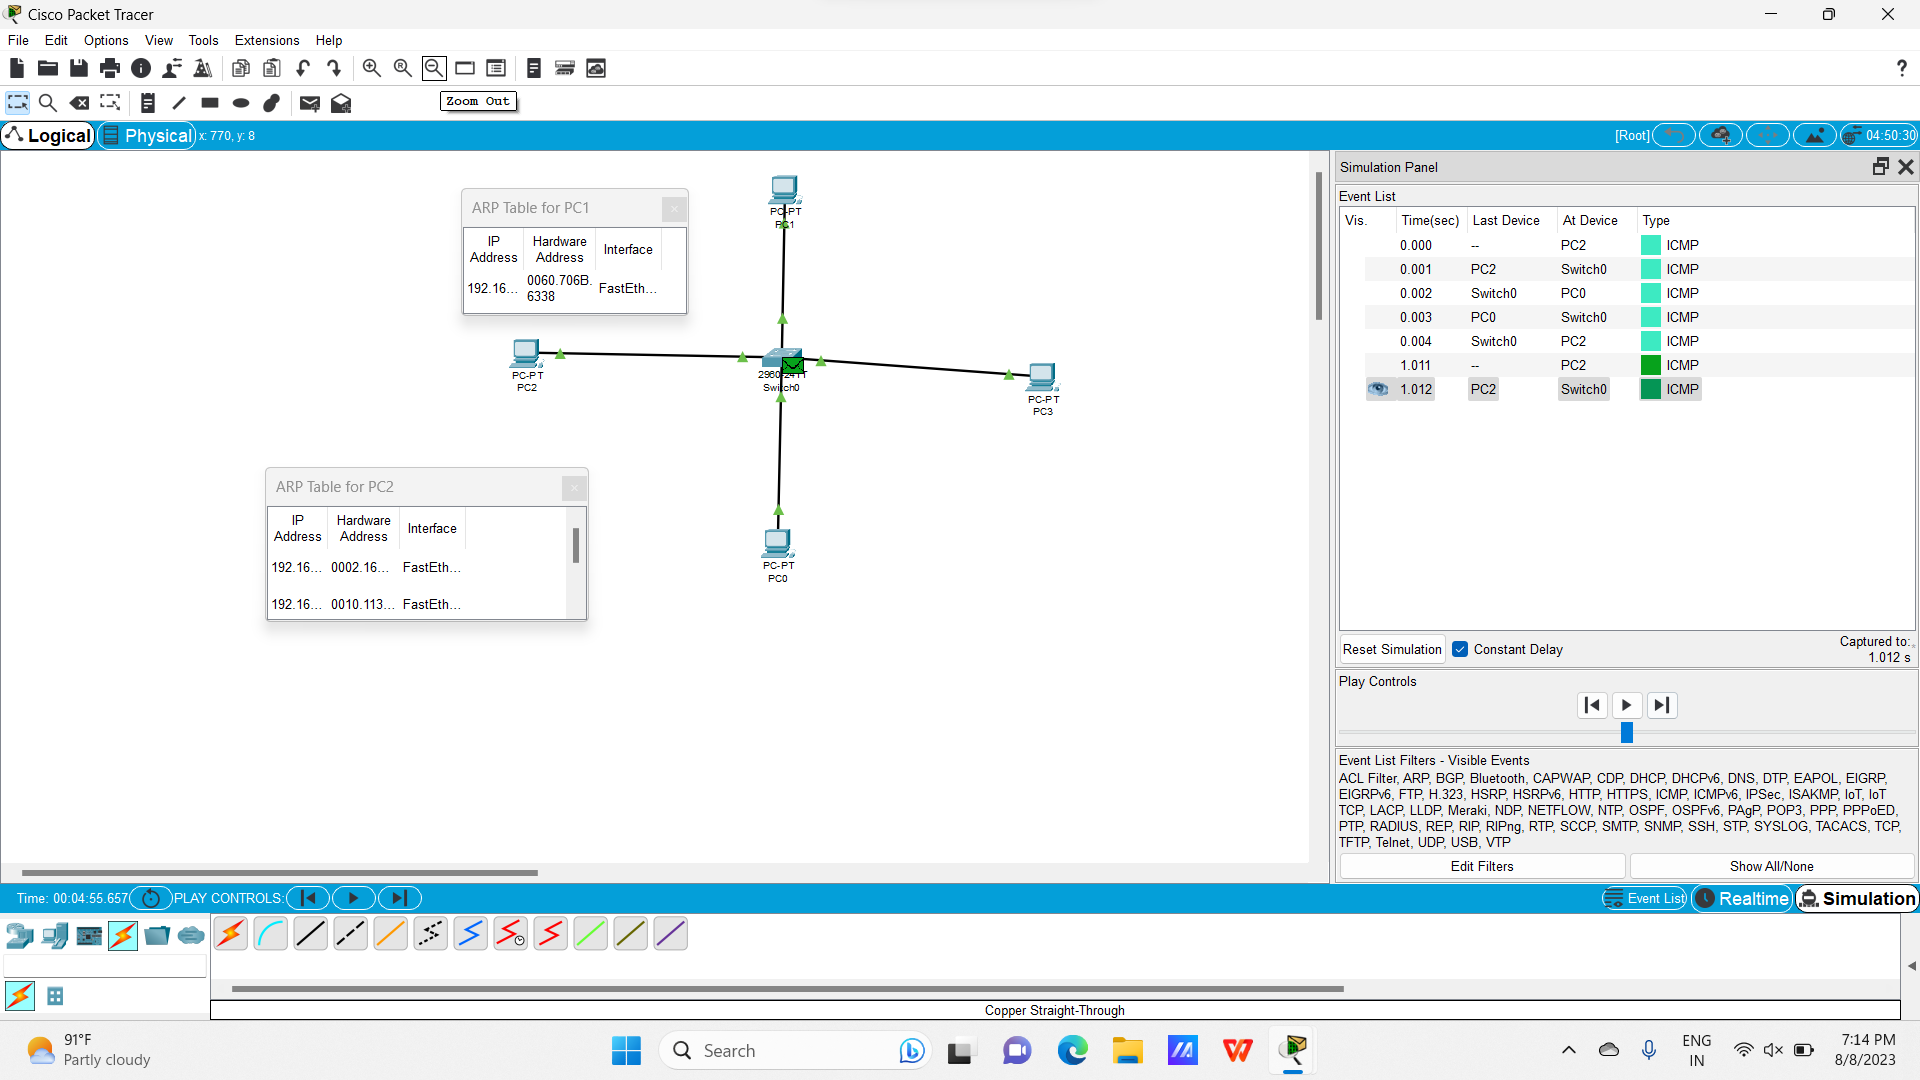 Cisco Packet Tracer
File Edit Options View Tools Extensions Help
?
Zoom Out
Logical Physical x: 770, y: 8
[Root] 04:50:30
ARP Table for PC1
IP Address Hardware Address Interface
192.16... 0060.706B.6338 FastEth...
PC-PT
PC1
PC-PT
PC2
2960-24TT
Switch0
PC-PT
PC3
PC-PT
PC0
ARP Table for PC2
IP Address Hardware Address Interface
192.16... 0002.16... FastEth...
192.16... 0010.113... FastEth...
Simulation Panel
Event List
Vis. Time(sec) Last Device At Device Type
0.000 -- PC2 ICMP
0.001 PC2 Switch0 ICMP
0.002 Switch0 PC0 ICMP
0.003 PC0 Switch0 ICMP
0.004 Switch0 PC2 ICMP
1.011 -- PC2 ICMP
1.012 PC2 Switch0 ICMP
Reset Simulation Constant Delay
Captured to:
1.012 s
Play Controls
Event List Filters - Visible Events
ACL Filter, ARP, BGP, Bluetooth, CAPWAP, CDP, DHCP, DHCPv6, DNS, DTP, EAPOL, EIGRP,
EIGRPv6, FTP, H.323, HSRP, HSRPv6, HTTP, HTTPS, ICMP, ICMPv6, IPSec, ISAKMP, IoT, IoT
TCP, LACP, LLDP, Meraki, NDP, NETFLOW, NTP, OSPF, OSPFv6, PAgP, POP3, PPP, PPPoED,
PTP, RADIUS, REP, RIP, RIPng, RTP, SCCP, SMTP, SNMP, SSH, STP, SYSLOG, TACACS, TCP,
TFTP, Telnet, UDP, USB, VTP
Edit Filters Show All/None
Time: 00:04:55.657 PLAY CONTROLS:
Event List Realtime Simulation
Copper Straight-Through
91°F
Partly cloudy
Search
ENG
IN
7:14 PM
8/8/2023